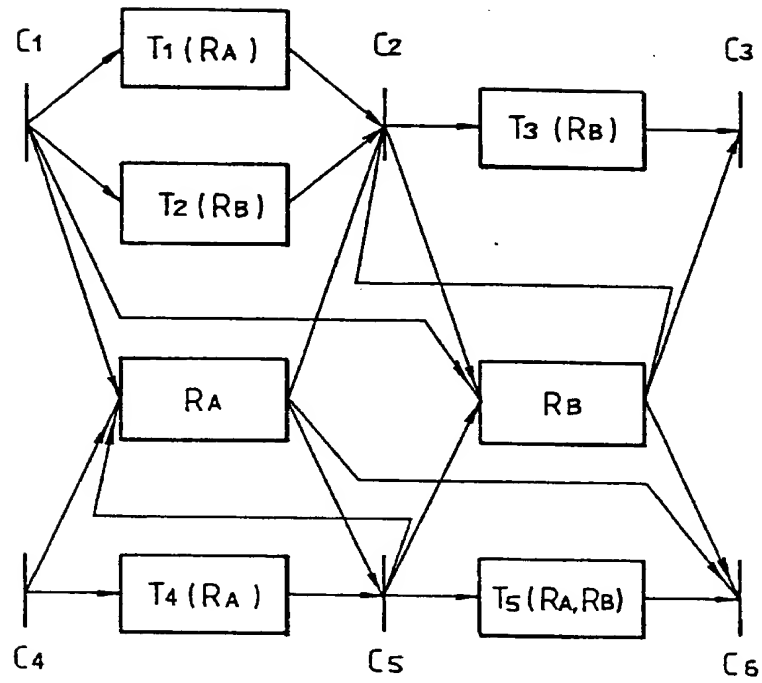 C1
T1 (RA)
C2
C3
T3 (RB)
T2 (RB)
RA
RB
T4 (RA)
T5 (RA, RB)
C4
C5
C6